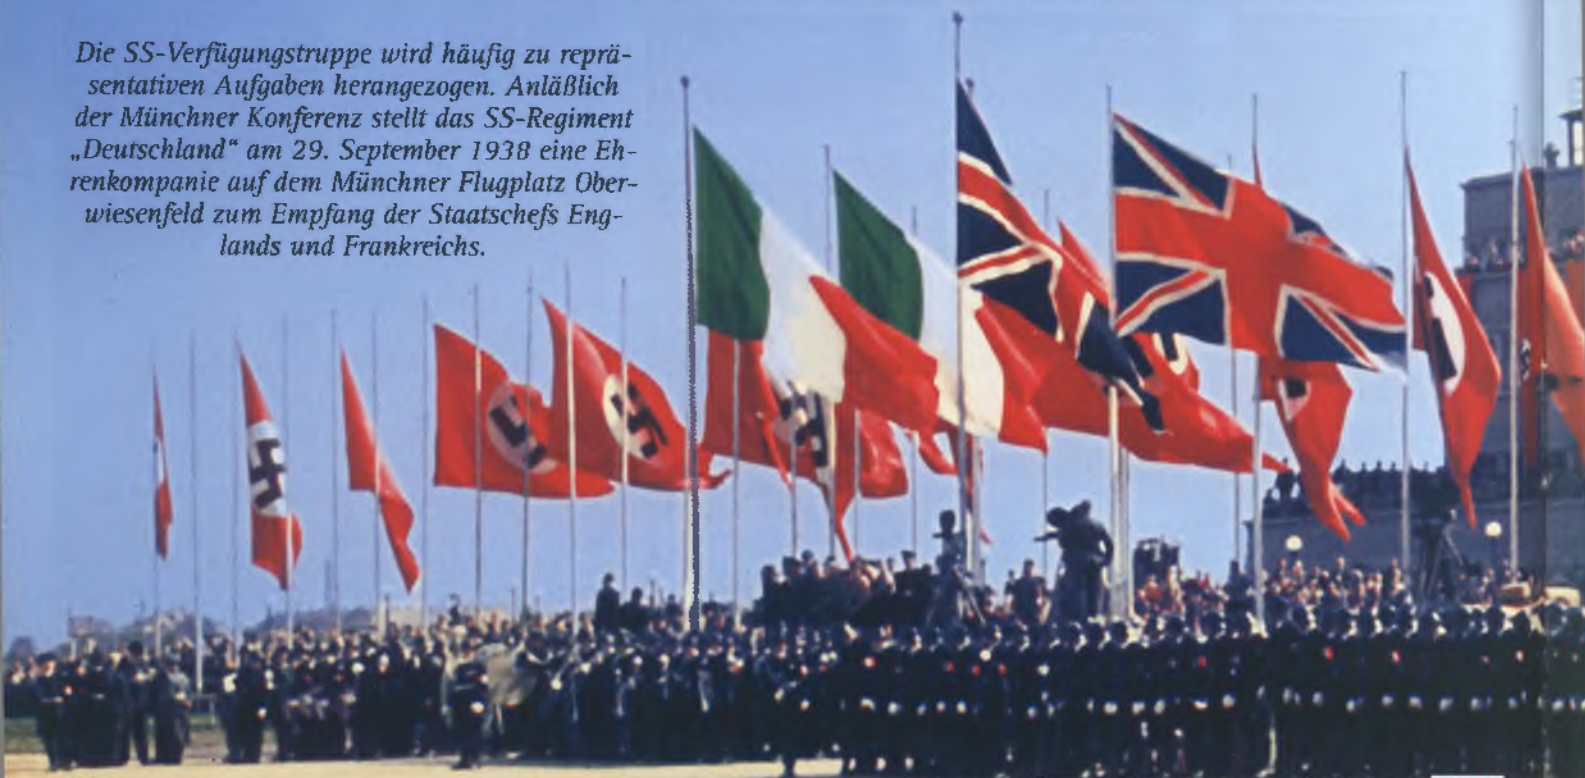 Die SS-Verfügungstruppe wird häufig zu reprä-
sentativen Aufgaben herangezogen. Anläßlich
der Münchner Konferenz stellt das SS-Regiment
„Deutschland“ am 29. September 1938 eine Eh-
renkompanie auf dem Münchner Flugplatz Ober-
wiesenfeld zum Empfang der Staatschefs Eng-
lands und Frankreichs.